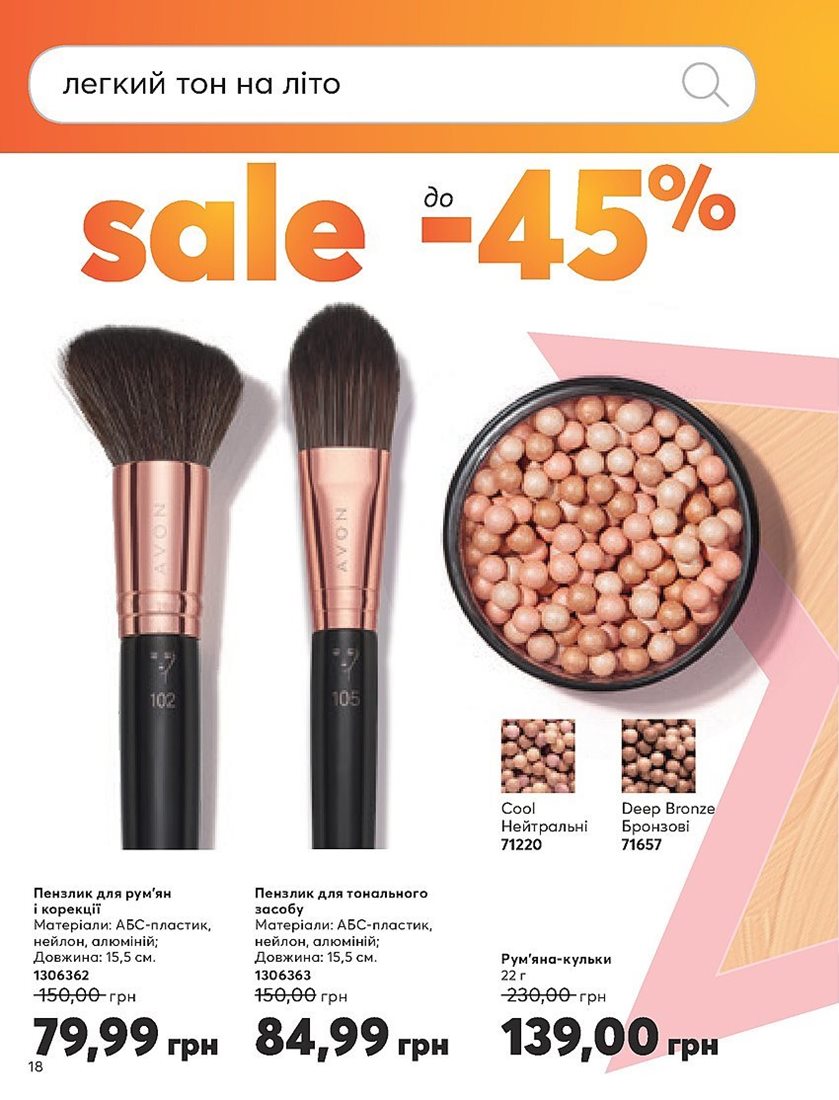 легкий тон на літо
sale до -45%
AVON
102
AVON
105
Cool
Нейтральні
71220
Deep Bronze
Бронзові
71657
Пензлик для рум'ян
і корекції
Матеріали: АБС-пластик,
нейлон, алюміній;
Довжина: 15,5 см.
1306362
150,00 грн
79,99 грн
Пензлик для тонального
засобу
Матеріали: АБС-пластик,
нейлон, алюміній;
Довжина: 15,5 см.
1306363
150,00 грн
84,99 грн
Рум'яна-кульки
22 г
230,00 грн
139,00 грн
18